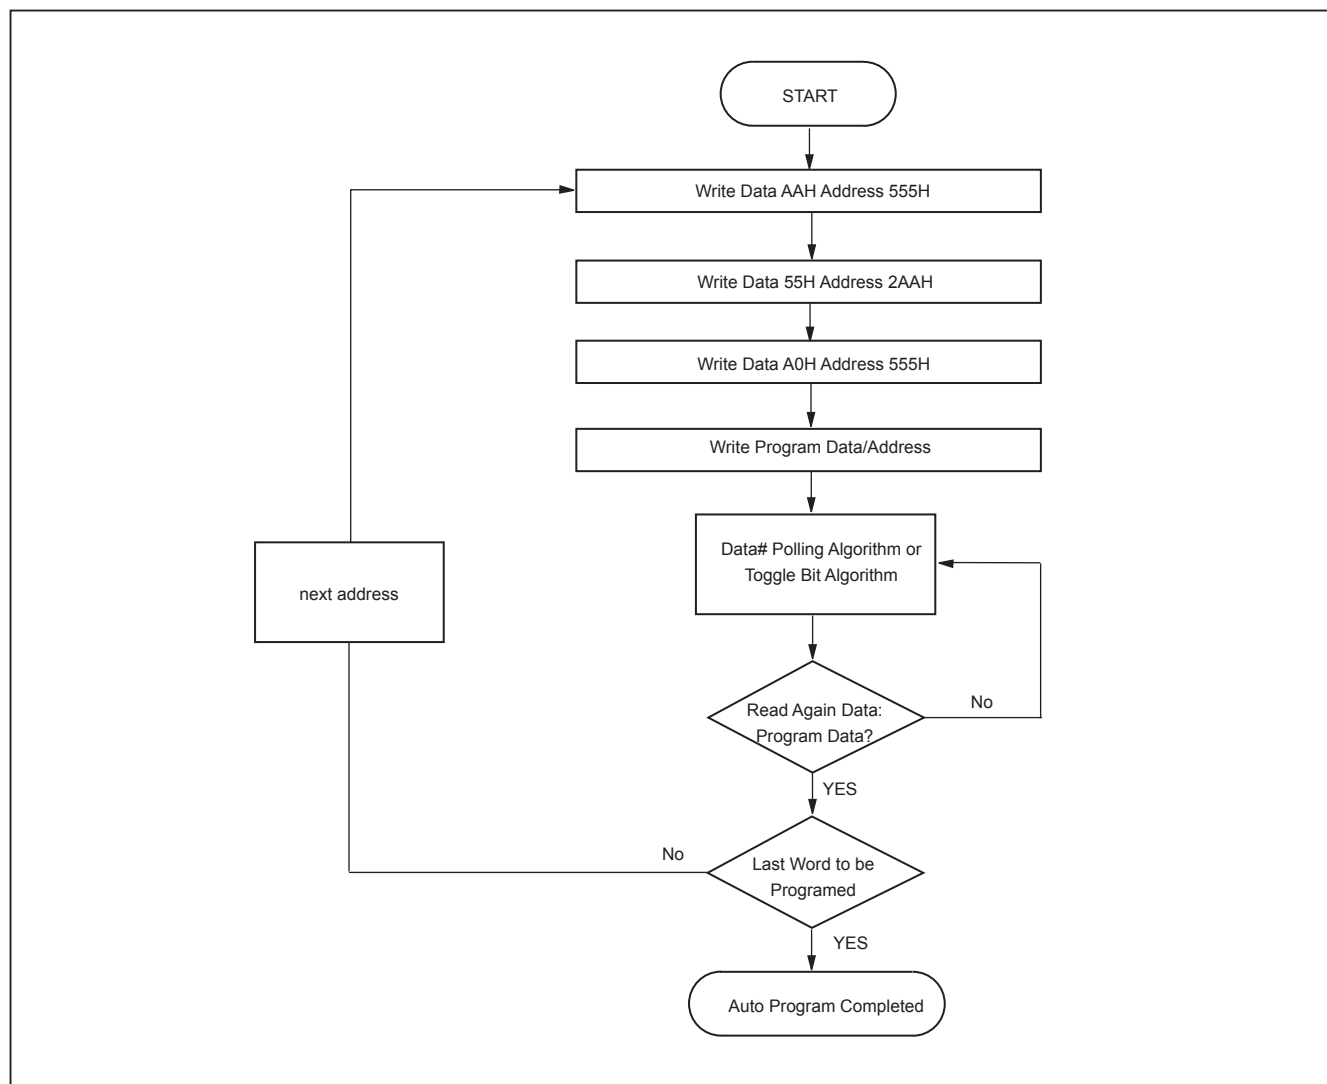 START
Write Data AAH Address 555H
Write Data 55H Address 2AAH
Write Data A0H Address 555H
Write Program Data/Address
Data# Polling Algorithm or
Toggle Bit Algorithm
next address
Read Again Data:
Program Data?
No
YES
No
Last Word to be
Programed
YES
Auto Program Completed